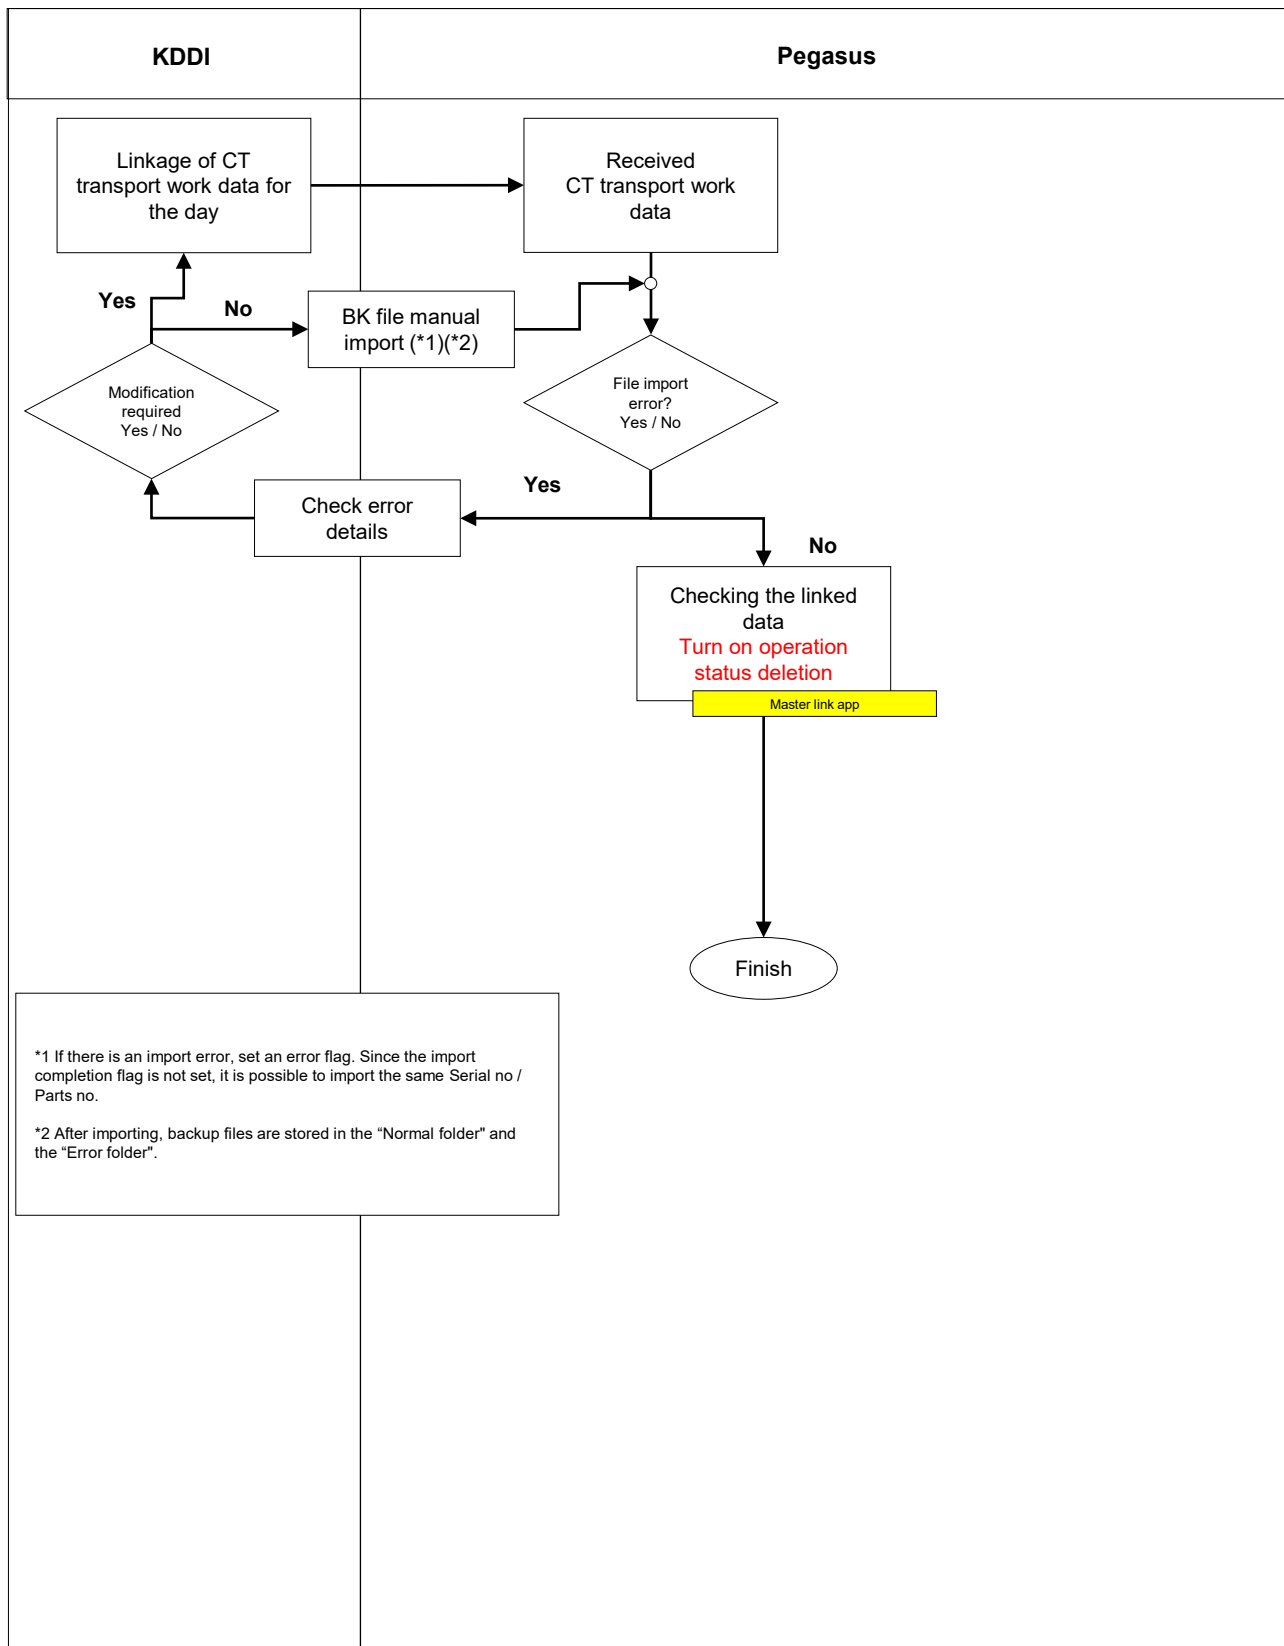 KDDI
Pegasus
Linkage of CT
transport work data for
the day
Received
CT transport work
data
Yes
No
BK file manual
import (*1)(*2)
Modification
required
Yes / No
File import
error?
Yes / No
Yes
Check error
details
No
Checking the linked
data
Turn on operation
status deletion
Master link app
Finish
*1 If there is an import error, set an error flag. Since the import
completion flag is not set, it is possible to import the same Serial no /
Parts no.
*2 After importing, backup files are stored in the “Normal folder" and
the “Error folder".